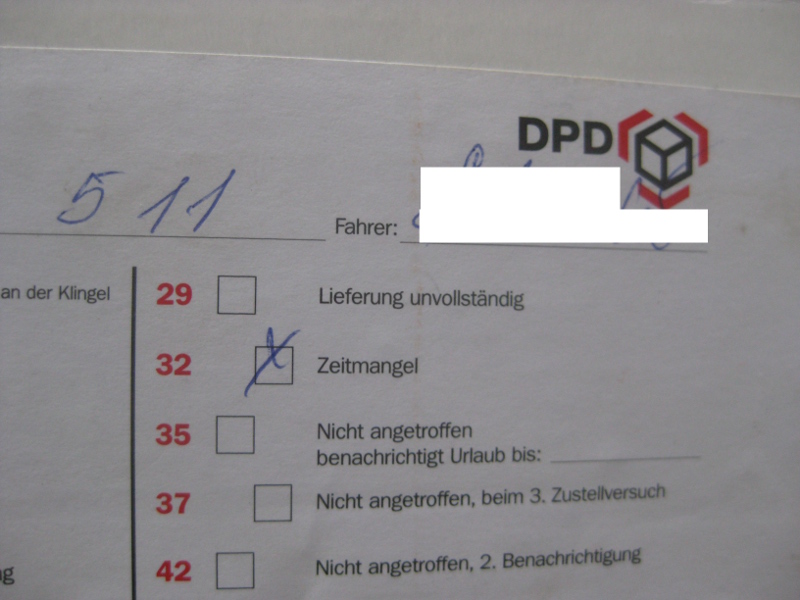 DPD
5 11
Fahrer:
an der Klingel
29 Lieferung unvollständig
32 X Zeitmangel
35 Nicht angetroffen
benachrichtigt Urlaub bis:
37 Nicht angetroffen, beim 3. Zustellversuch
42 Nicht angetroffen, 2. Benachrichtigung